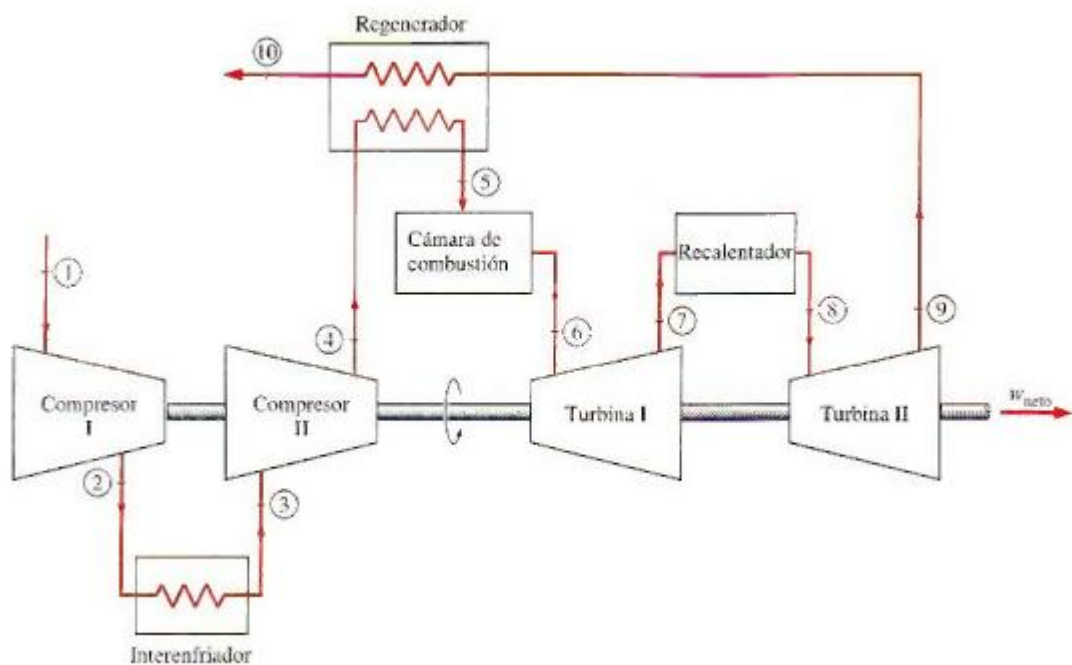 Regenerador
10
5
Cámara de
combustión
Recalentador
1
4
6
7
8
9
Compresor
I
Compresor
II
Turbina I
Turbina II
wneto
2
3
Interenfriador